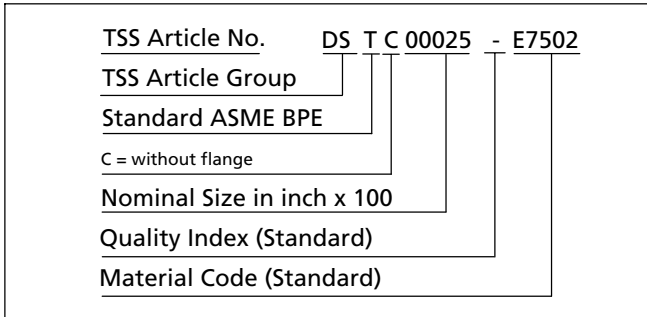 TSS Article No. DS T C 00025 - E7502
TSS Article Group
Standard ASME BPE
C = without flange
Nominal Size in inch x 100
Quality Index (Standard)
Material Code (Standard)